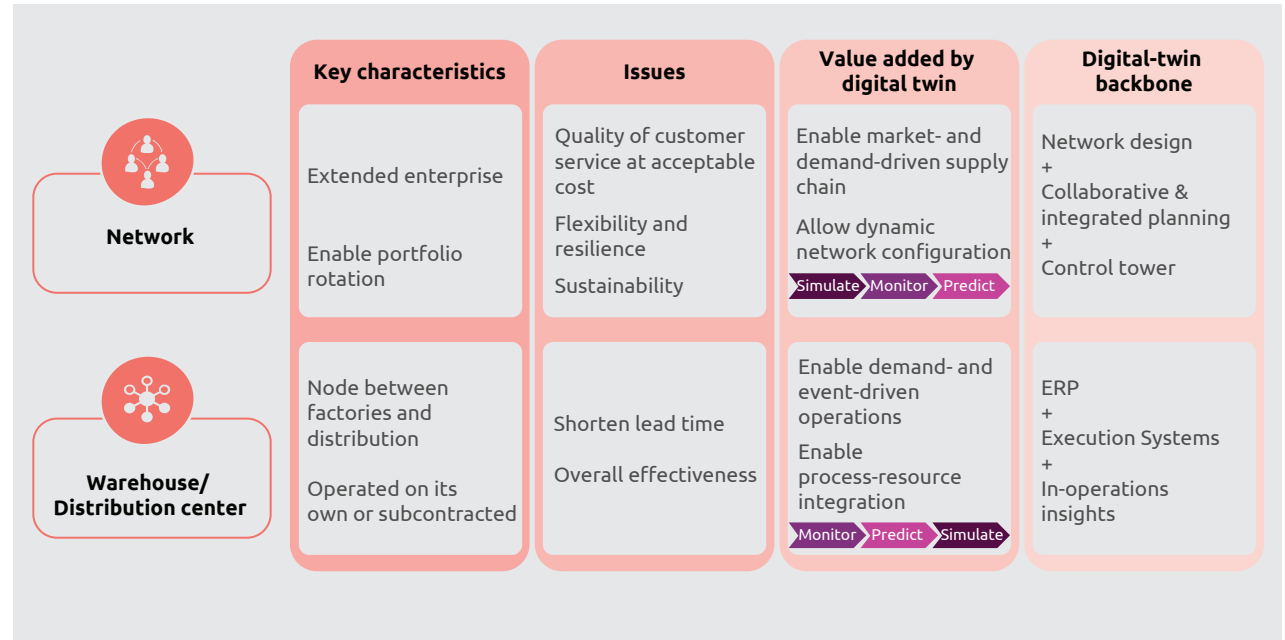 Key characteristics
Issues
Value added by
digital twin
Digital-twin
backbone
Network
Extended enterprise
Enable portfolio
rotation
Quality of customer
service at acceptable
cost
Flexibility and
resilience
Sustainability
Enable market- and
demand-driven supply
chain
Allow dynamic
network configuration
Simulate Monitor Predict
Network design
+
Collaborative &
integrated planning
+
Control tower
Warehouse/
Distribution center
Node between
factories and
distribution
Operated on its
own or subcontracted
Shorten lead time
Overall effectiveness
Enable demand- and
event-driven
operations
Enable
process-resource
integration
Monitor Predict Simulate
ERP
+
Execution Systems
+
In-operations
insights